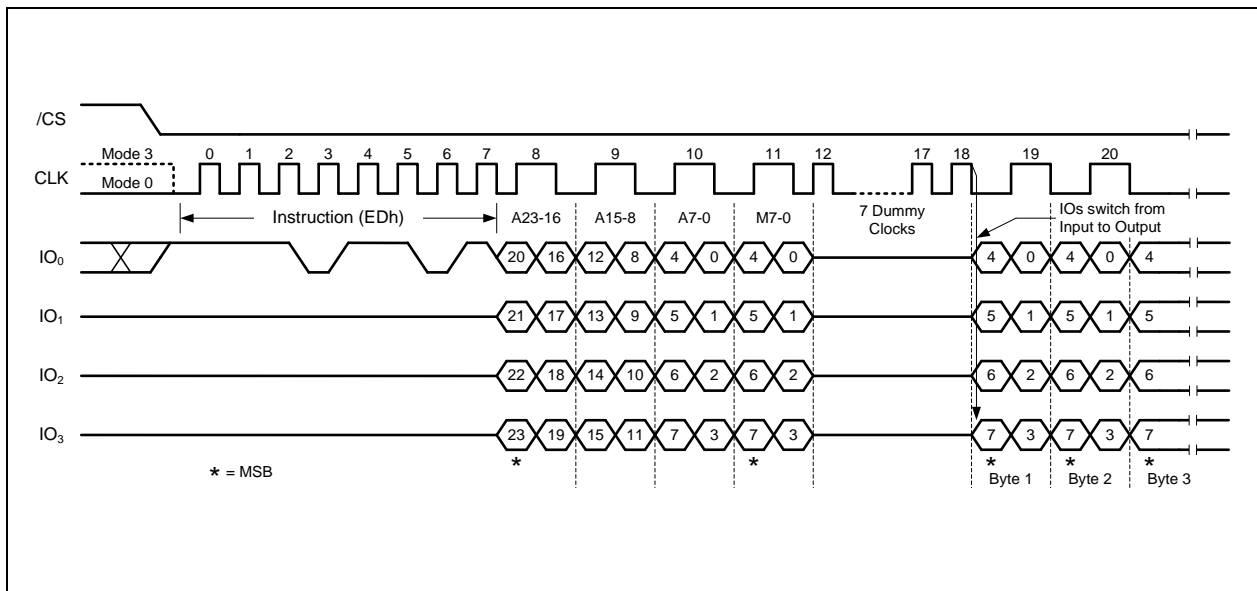 /CS
Mode 3 0 1 2 3 4 5 6 7 8 9 10 11 12 17 18 19 20
CLK
Mode 0
Instruction (EDh) A23-16 A15-8 A7-0 M7-0 7 Dummy IOs switch from
Clocks Input to Output
IO₀ 20 16 12 8 4 0 4 0 4 0 4 0 4
IO₁ 21 17 13 9 5 1 5 1 5 1 5 1 5
IO₂ 22 18 14 10 6 2 6 2 6 2 6 2 6
IO₃ 23 19 15 11 7 3 7 3 7 3 7 3 7
* * * * *
* = MSB
Byte 1 Byte 2 Byte 3